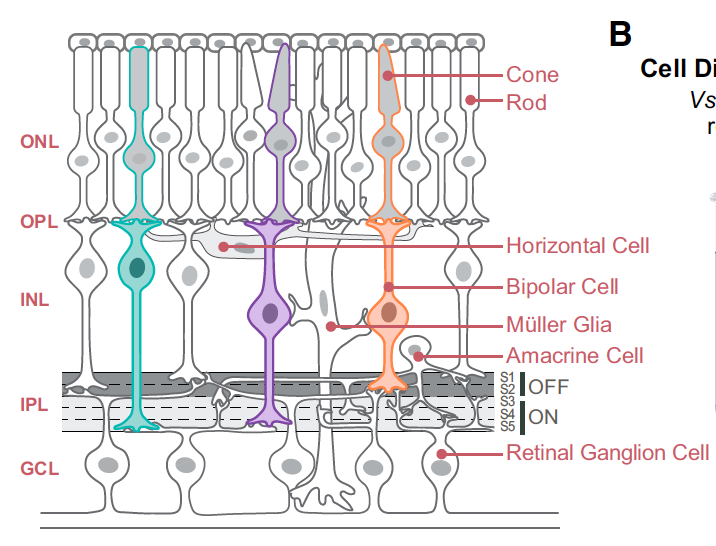 B
Cell Di
Vs
r
Cone
Rod
ONL
OPL
Horizontal Cell
INL
Bipolar Cell
Müller Glia
Amacrine Cell
S1
S2
S3
S4
S5
OFF
ON
IPL
Retinal Ganglion Cell
GCL